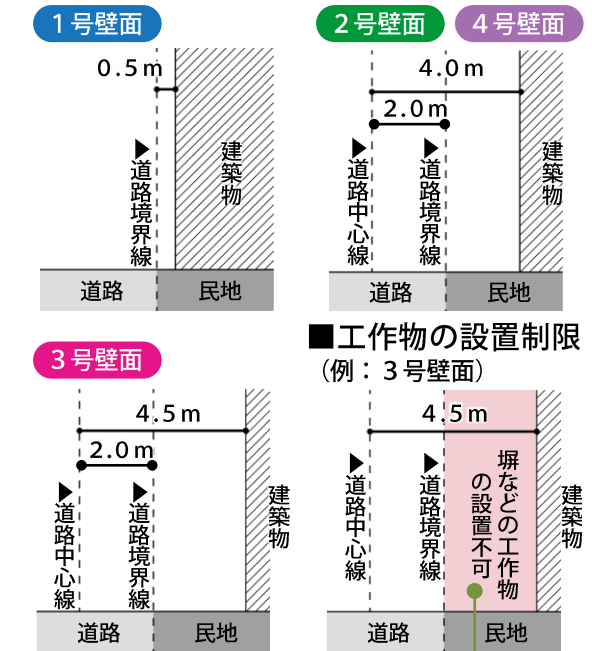 1号壁面
0.5m
▶道路境界線
建築物
道路
民地
2号壁面
4号壁面
4.0m
2.0m
▶道路中心線
▶道路境界線
建築物
道路
民地
3号壁面
4.5m
2.0m
▶道路中心線
▶道路境界線
建築物
道路
民地
■工作物の設置制限
（例：3号壁面）
4.5m
▶道路中心線
▶道路境界線
塀などの工作物
の設置不可
建築物
道路
民地